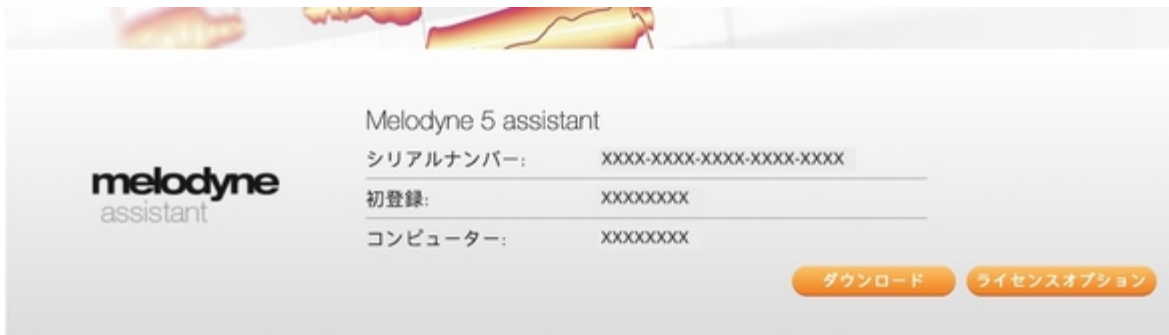 Melodyne 5 assistant
シリアルナンバー: XXXX-XXXX-XXXX-XXXX-XXXX
melodyne
assistant
初登録: XXXXXXXX
コンピューター: XXXXXXXX
ダウンロード ライセンスオプション